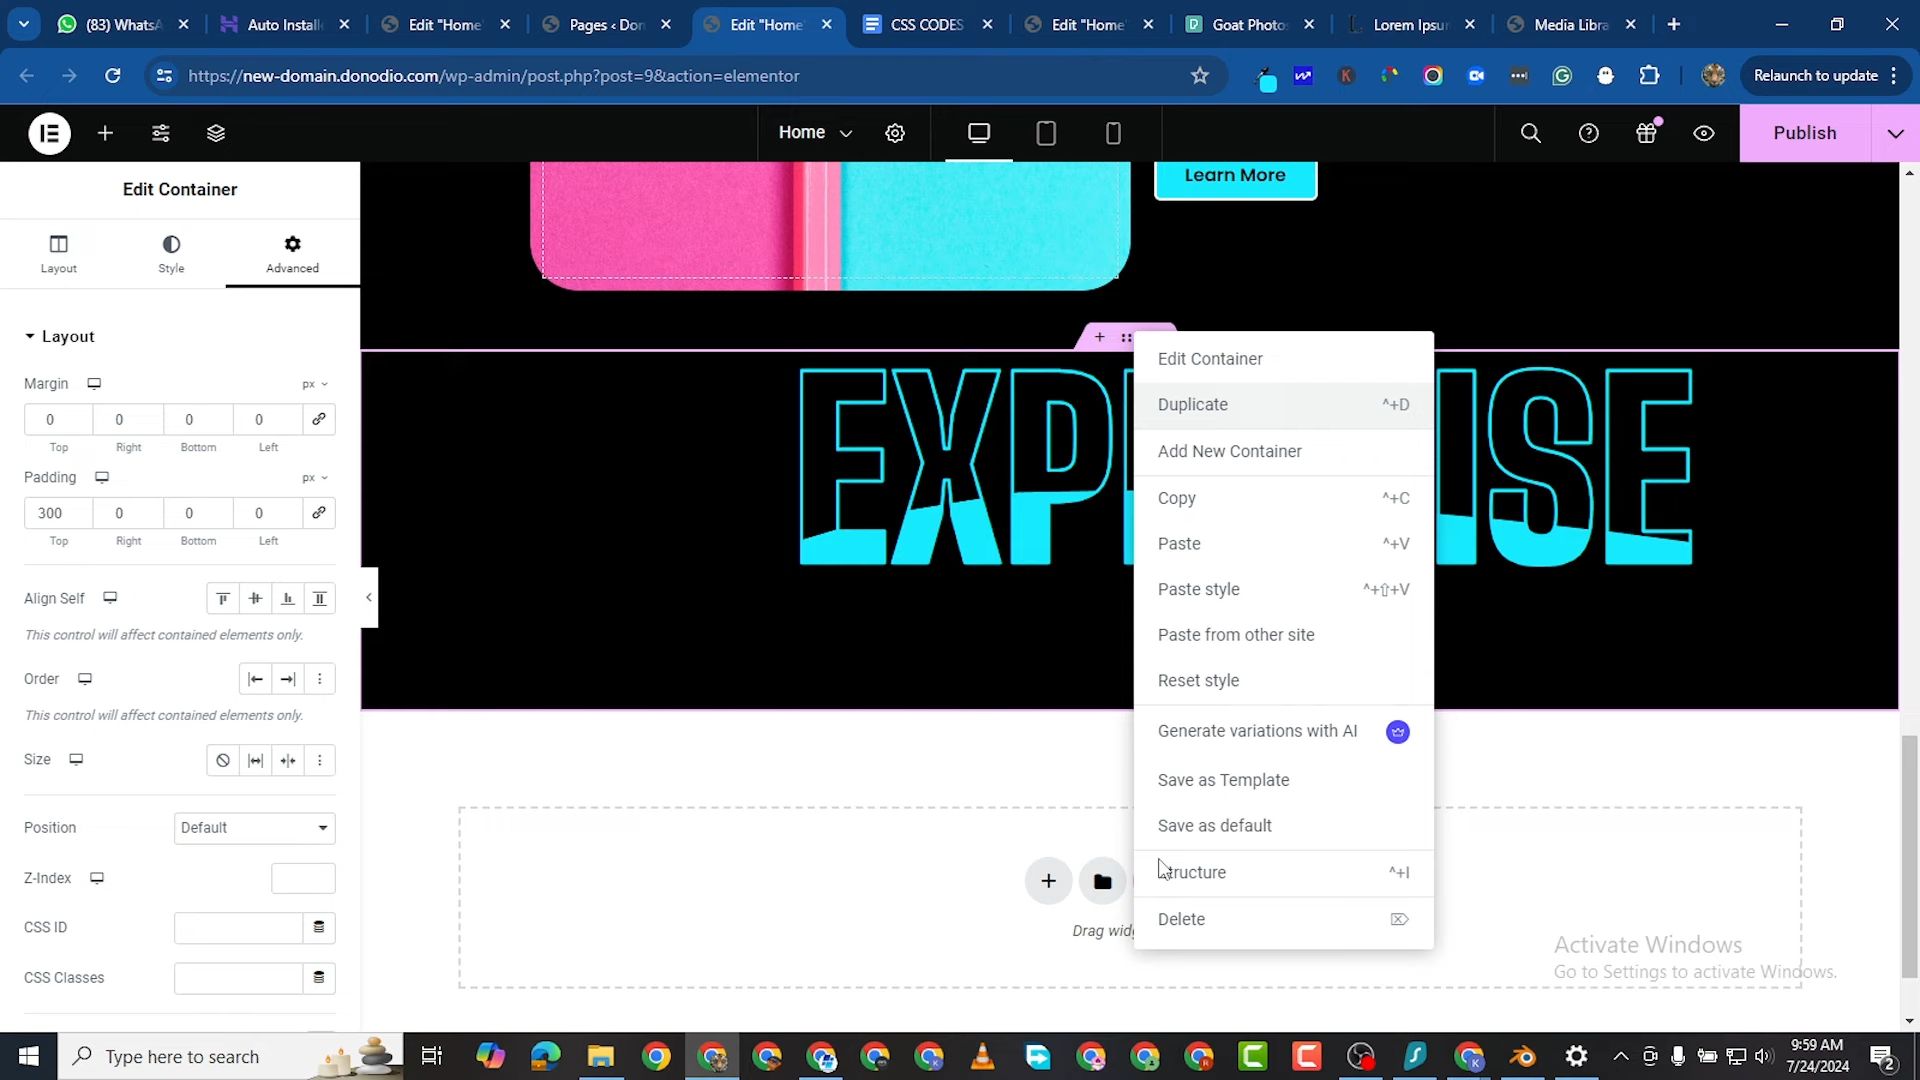 (83) WhatsA
Auto Installe
Edit "Home"
Pages ‹ Don
Edit "Home
CSS CODES
Edit "Home"
Goat Photos
Lorem Ipsum
Media Libra
https://new-domain.donodio.com/wp-admin/post.php?post=9&action=elementor
Relaunch to update
Home
Publish
Edit Container
Layout
Style
Advanced
Learn More
Layout
Margin
px
0 0 0 0
Top Right Bottom Left
Padding
px
300 0 0 0
Top Right Bottom Left
Align Self
This control will affect contained elements only.
Order
This control will affect contained elements only.
Size
Position
Default
Z-Index
CSS ID
CSS Classes
Edit Container
Duplicate ^+D
Add New Container
Copy ^+C
Paste ^+V
Paste style ^+⇧+V
Paste from other site
Reset style
Generate variations with AI
Save as Template
Save as default
Structure ^+I
Delete
EXP ISE
Drag widg
Activate Windows
Go to Settings to activate Windows.
Type here to search
9:59 AM
7/24/2024
2